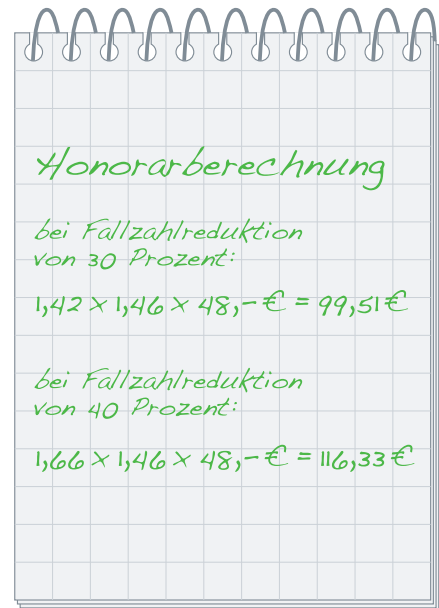 Honorarberechnung
bei Fallzahlreduktion
von 30 Prozent:
1,42 × 1,46 × 48,– € = 99,51 €
bei Fallzahlreduktion
von 40 Prozent:
1,66 × 1,46 × 48,– € = 116,33 €